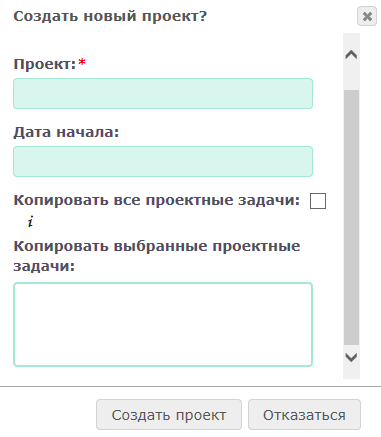 Создать новый проект?
Проект:*
Дата начала:
Копировать все проектные задачи:
i
Копировать выбранные проектные
задачи:
Создать проект Отказаться